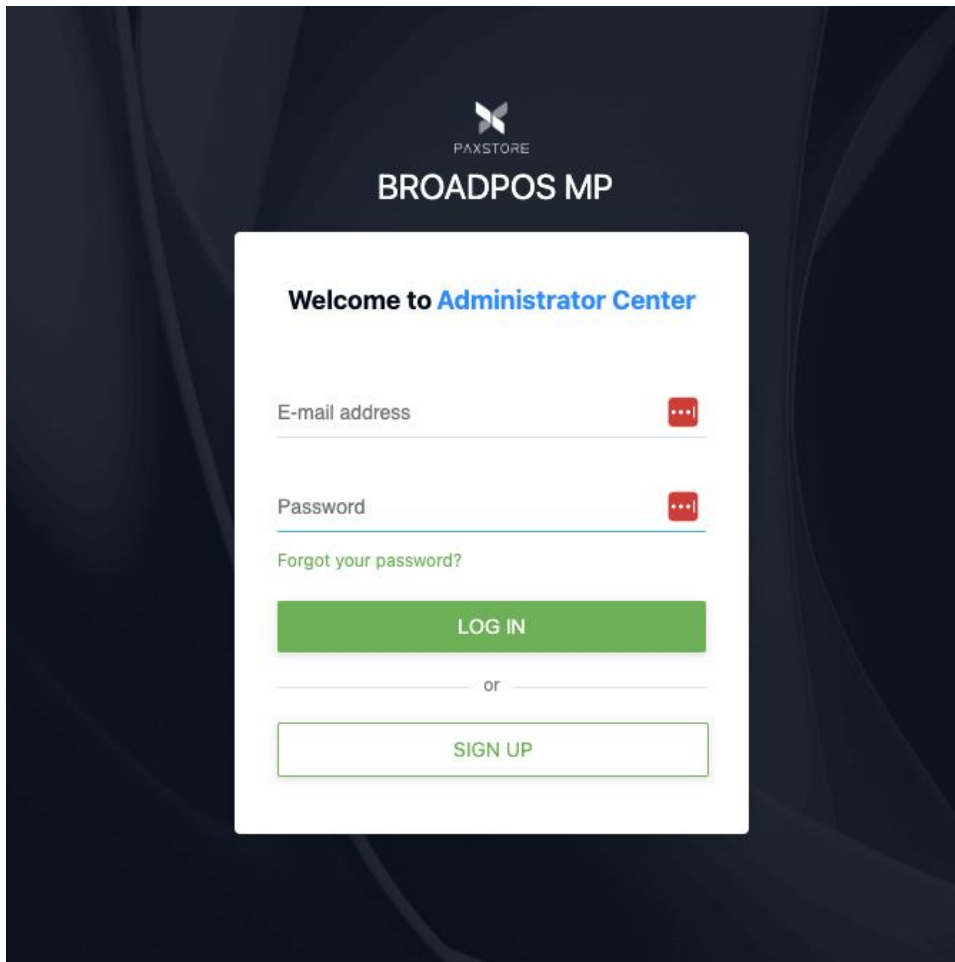 PAXSTORE
BROADPOS MP
Welcome to Administrator Center
E-mail address
Password
Forgot your password?
LOG IN
or
SIGN UP